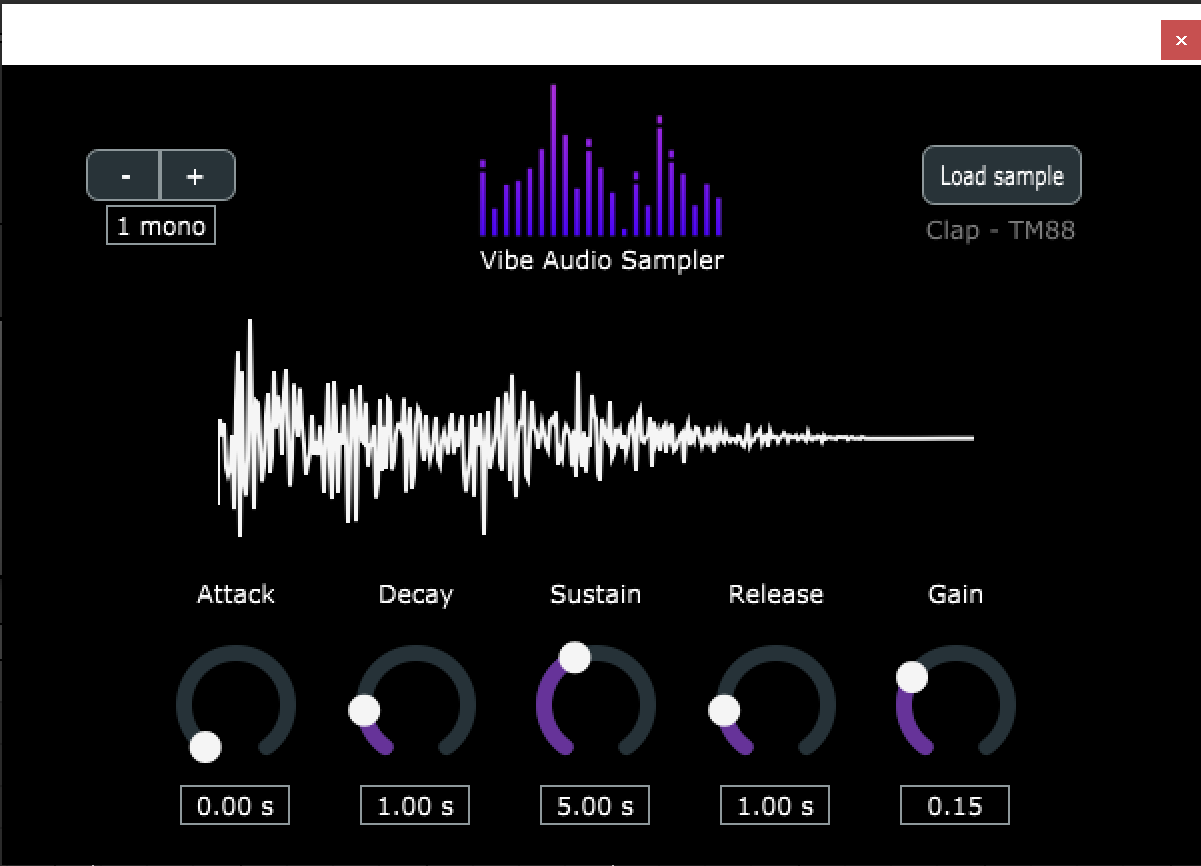 - +
1 mono
Vibe Audio Sampler
Load sample
Clap - TM88
Attack Decay Sustain Release Gain
0.00 s 1.00 s 5.00 s 1.00 s 0.15